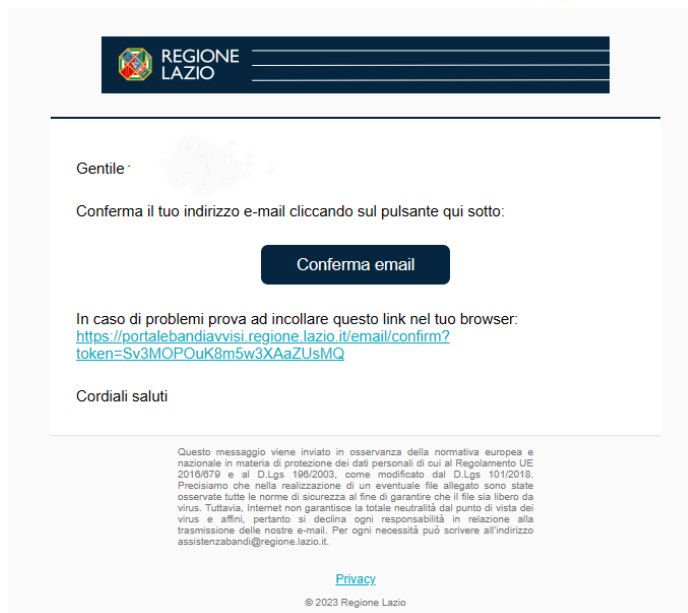 REGIONE
LAZIO
Gentile
Conferma il tuo indirizzo e-mail cliccando sul pulsante qui sotto:
Conferma email
In caso di problemi prova ad incollare questo link nel tuo browser:
https://portalebandiavvisi.regione.lazio.it/email/confirm?
token=Sv3MOPOuK8m5w3XAaZUsMQ
Cordiali saluti
Questo messaggio viene inviato in osservanza della normativa europea e
nazionale in materia di protezione dei dati personali di cui al Regolamento UE
2016/679 e al D.Lgs 196/2003, come modificato dal D.Lgs 101/2018.
Precisiamo che nella realizzazione di un eventuale file allegato sono state
osservate tutte le norme di sicurezza al fine di garantire che il file sia libero da
virus. Tuttavia, Internet non garantisce la totale neutralità dal punto di vista dei
virus e affini, pertanto si declina ogni responsabilità in relazione alla
trasmissione delle nostre e-mail. Per ogni necessità può scrivere all'indirizzo
assistenzabandi@regione.lazio.it.
Privacy
© 2023 Regione Lazio